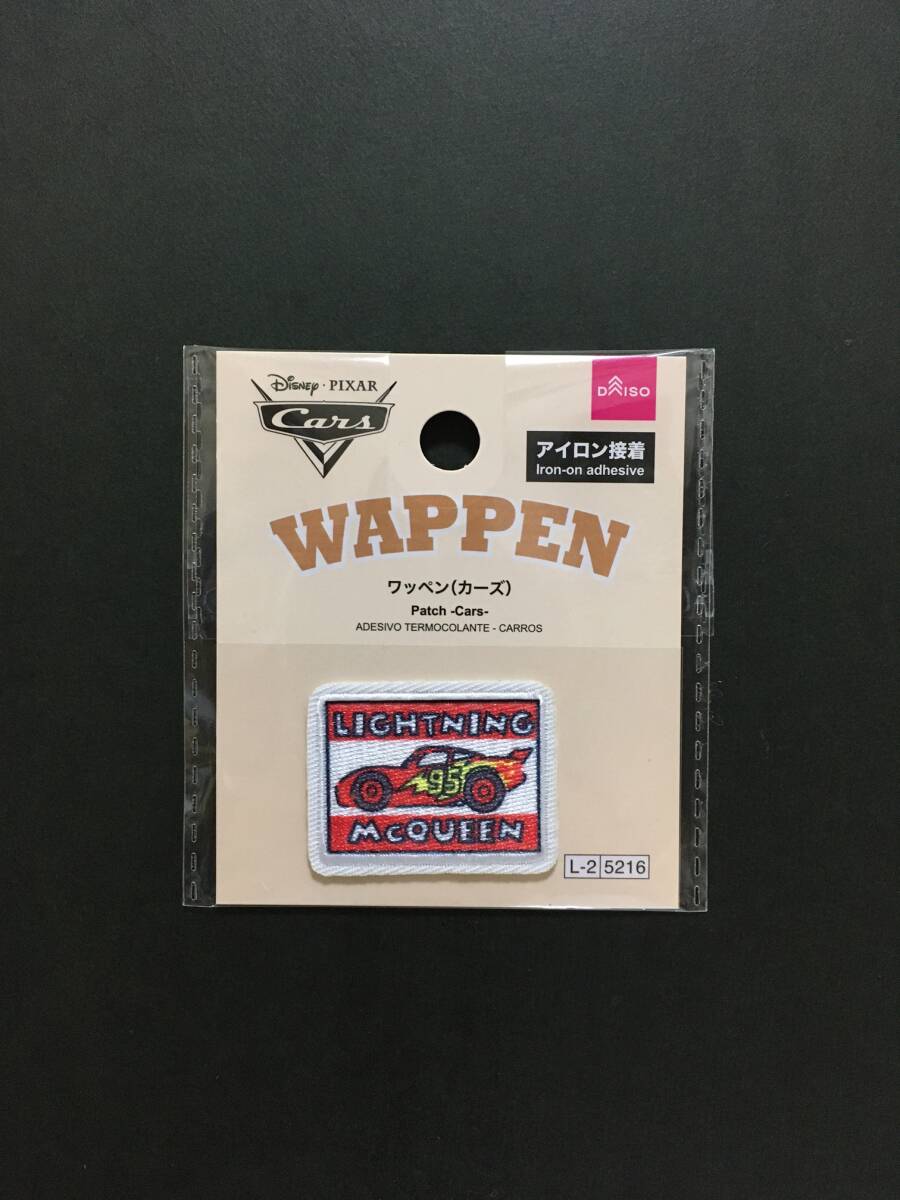 Disney · PIXAR
Cars
DAISO
アイロン接着
Iron-on adhesive
WAPPEN
ワッペン(カーズ)
Patch -Cars-
ADESIVO TERMOCOLANTE - CARROS
LIGHTNING
95
McQUEEN
L-2 5216